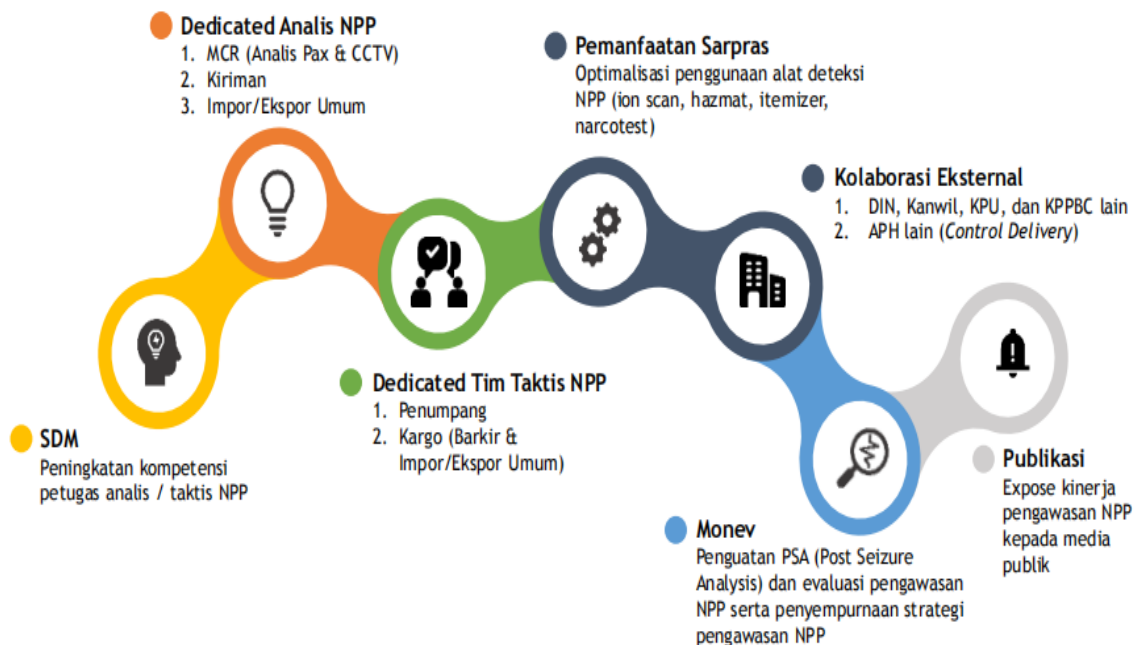 Dedicated Analis NPP
1. MCR (Analis Pax & CCTV)
2. Kiriman
3. Impor/Ekspor Umum
Pemanfaatan Sarpras
Optimalisasi penggunaan alat deteksi
NPP (ion scan, hazmat, itemizer,
narcotest)
Kolaborasi Eksternal
1. DIN, Kanwil, KPU, dan KPPBC lain
2. APH lain (Control Delivery)
Dedicated Tim Taktis NPP
1. Penumpang
2. Kargo (Barkir &
Impor/Ekspor Umum)
SDM
Peningkatan kompetensi
petugas analis / taktis NPP
Monev
Penguatan PSA (Post Seizure
Analysis) dan evaluasi pengawasan
NPP serta penyempurnaan strategi
pengawasan NPP
Publikasi
Expose kinerja
pengawasan NPP
kepada media
publik